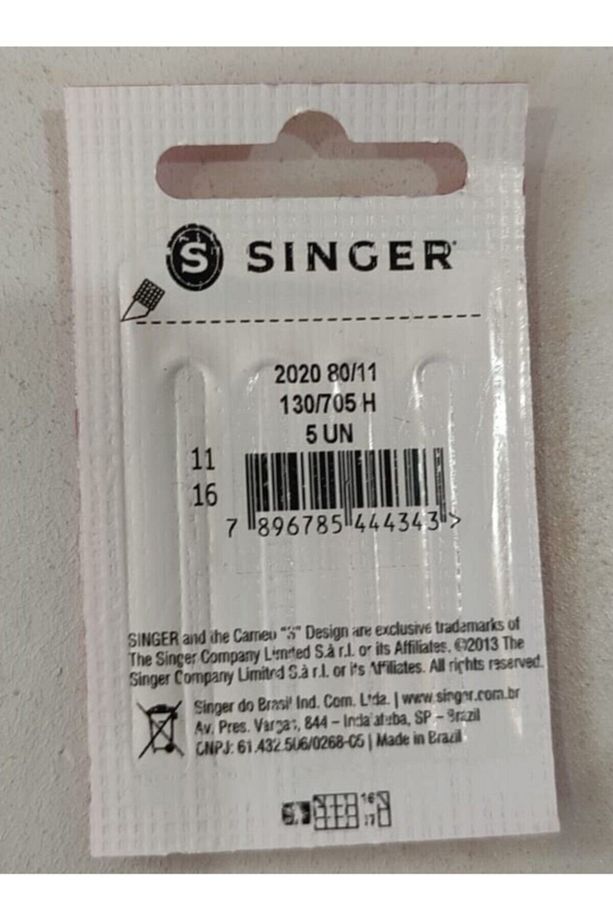 S SINGER
2020 80/11
130/705 H
5 UN
11
16
7 896785 444343 >
SINGER and the Cameo "S" Design are exclusive trademarks of
The Singer Company Limited S.à r.l. or its Affiliates. ©2013 The
Singer Company Limited S.à r.l. or its Affiliates. All rights reserved.
Singer do Brasil Ind. Com. Ltda. | www.singer.com.br
Av. Pres. Vargas, 844 – Indaiatuba, SP – Brazil
CNPJ: 61.432.506/0268-05 | Made in Brazil
16
17